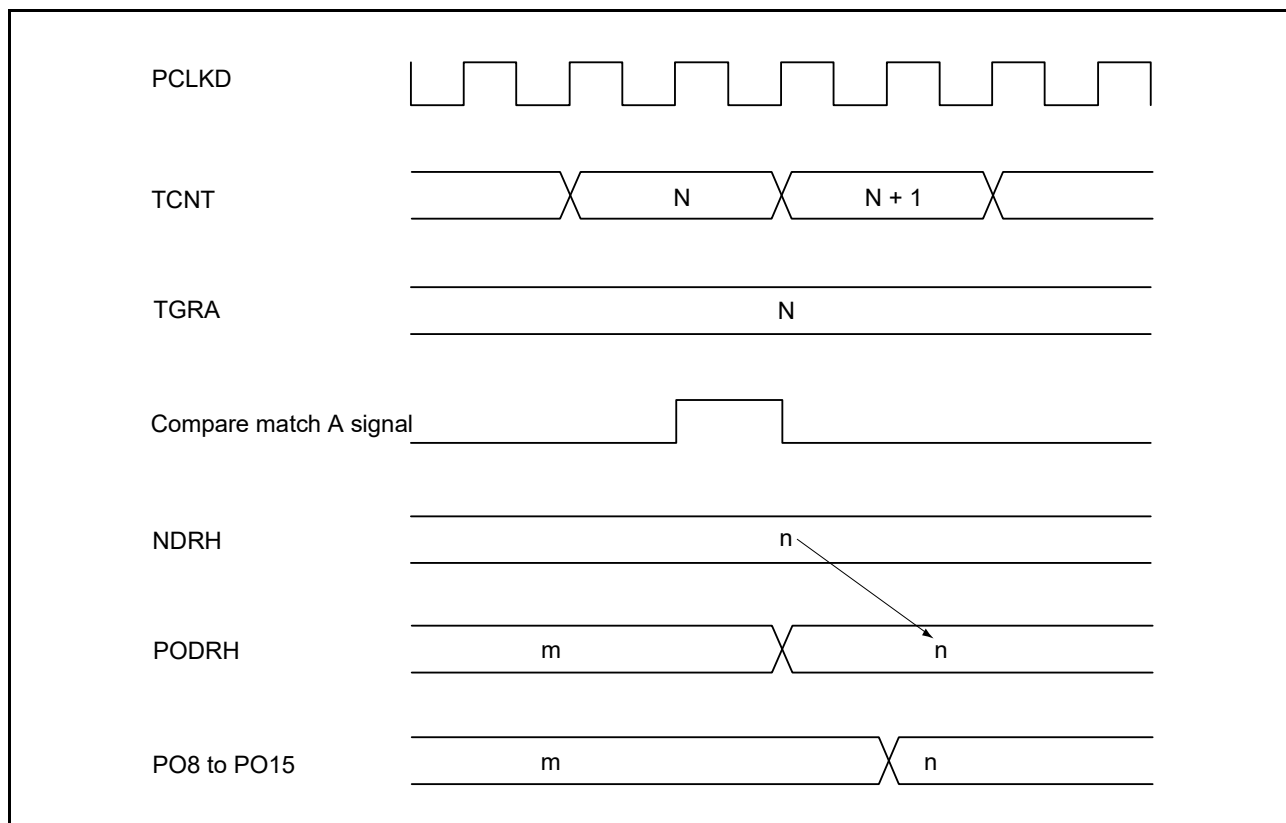 PCLKD
TCNT N N + 1
TGRA N
Compare match A signal
NDRH n
PODRH m n
PO8 to PO15 m n